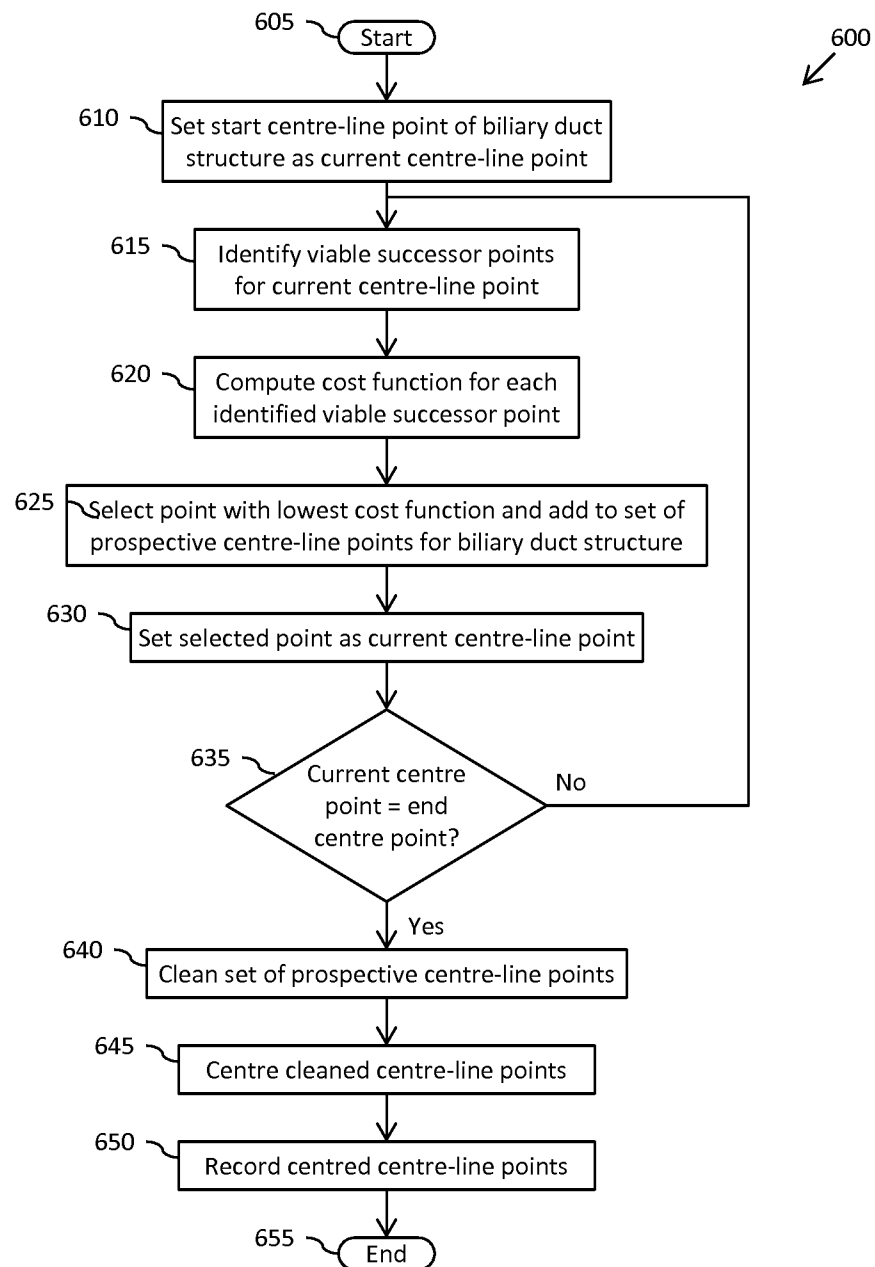 605
Start
600
610
Set start centre-line point of biliary duct
structure as current centre-line point
615
Identify viable successor points
for current centre-line point
620
Compute cost function for each
identified viable successor point
625
Select point with lowest cost function and add to set of
prospective centre-line points for biliary duct structure
630
Set selected point as current centre-line point
635
Current centre
point = end
centre point?
No
Yes
640
Clean set of prospective centre-line points
645
Centre cleaned centre-line points
650
Record centred centre-line points
655
End